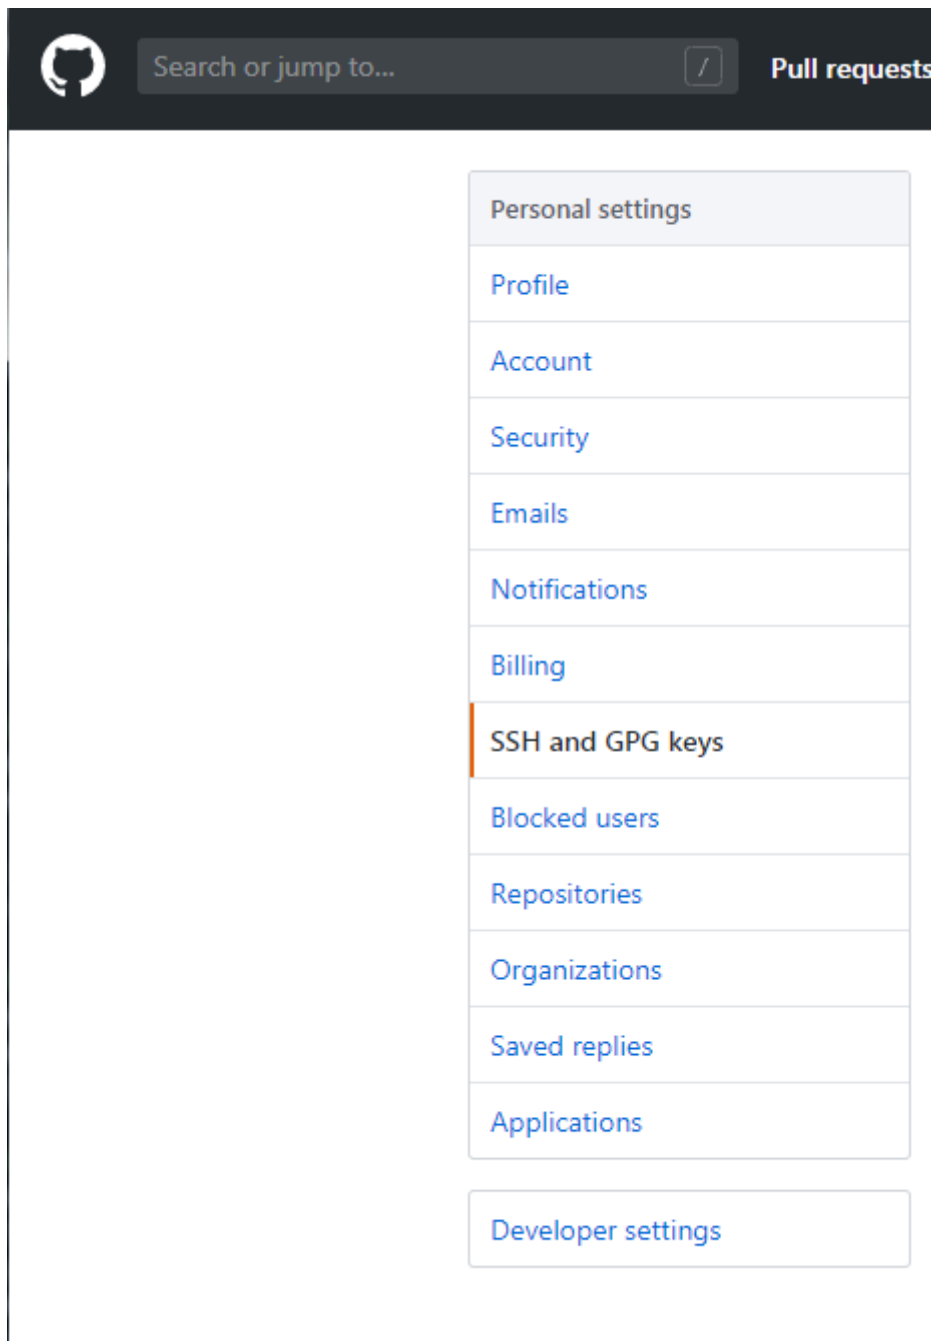 Search or jump to... /
Pull requests
Personal settings
Profile
Account
Security
Emails
Notifications
Billing
SSH and GPG keys
Blocked users
Repositories
Organizations
Saved replies
Applications
Developer settings